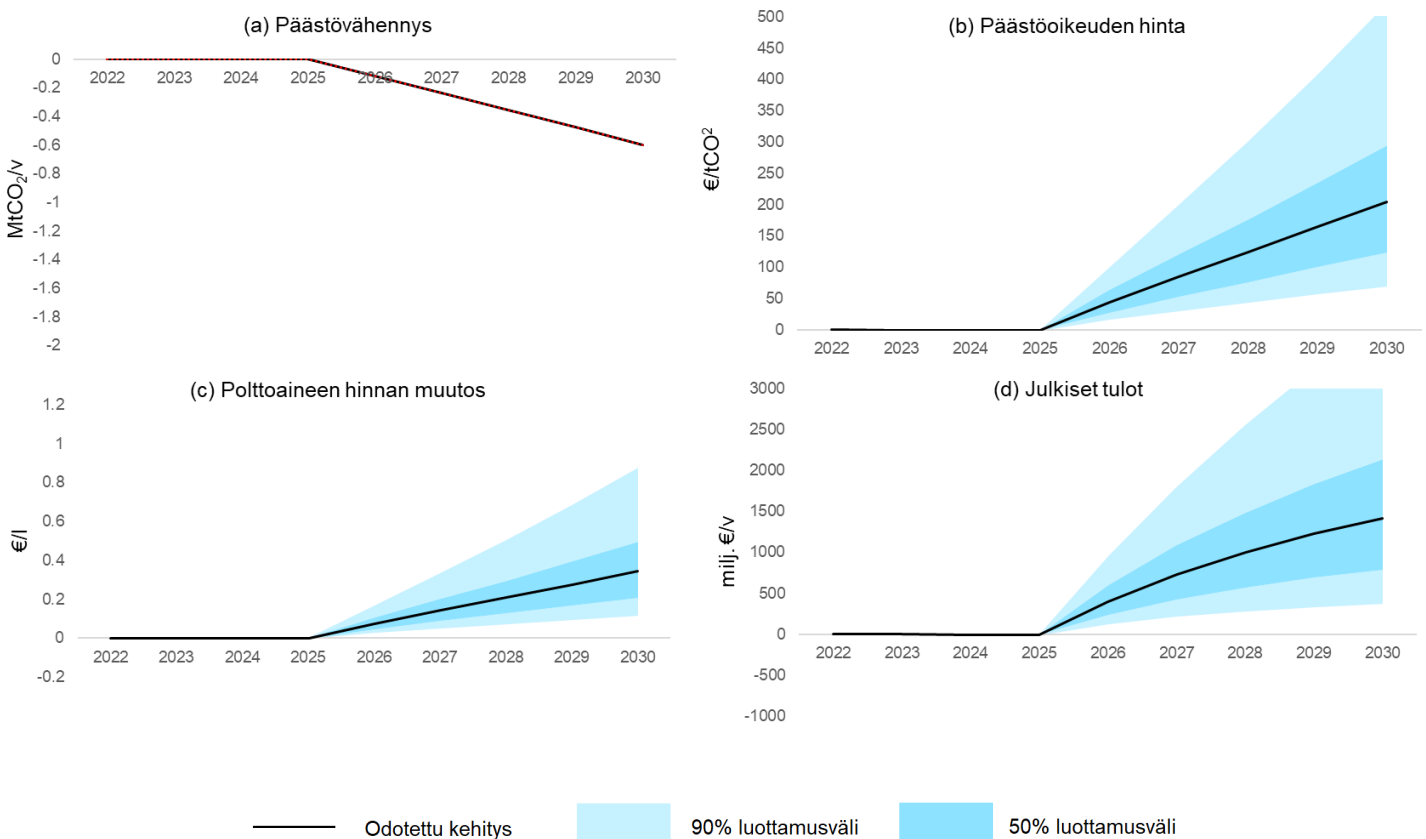 (a) Päästövähennys
0
2022 2023 2024 2025 2026 2027 2028 2029 2030
-0.2
-0.4
-0.6
-0.8
-1
-1.2
-1.4
-1.6
-1.8
-2
MtCO₂/v
(b) Päästöoikeuden hinta
500
450
400
350
300
250
200
150
100
50
0
€/tCO²
2022 2023 2024 2025 2026 2027 2028 2029 2030
(c) Polttoaineen hinnan muutos
1.2
1
0.8
0.6
0.4
0.2
0
-0.2
€/l
2022 2023 2024 2025 2026 2027 2028 2029 2030
(d) Julkiset tulot
3000
2500
2000
1500
1000
500
0
-500
-1000
milj. €/v
2022 2023 2024 2025 2026 2027 2028 2029 2030
Odotettu kehitys
90% luottamusväli
50% luottamusväli